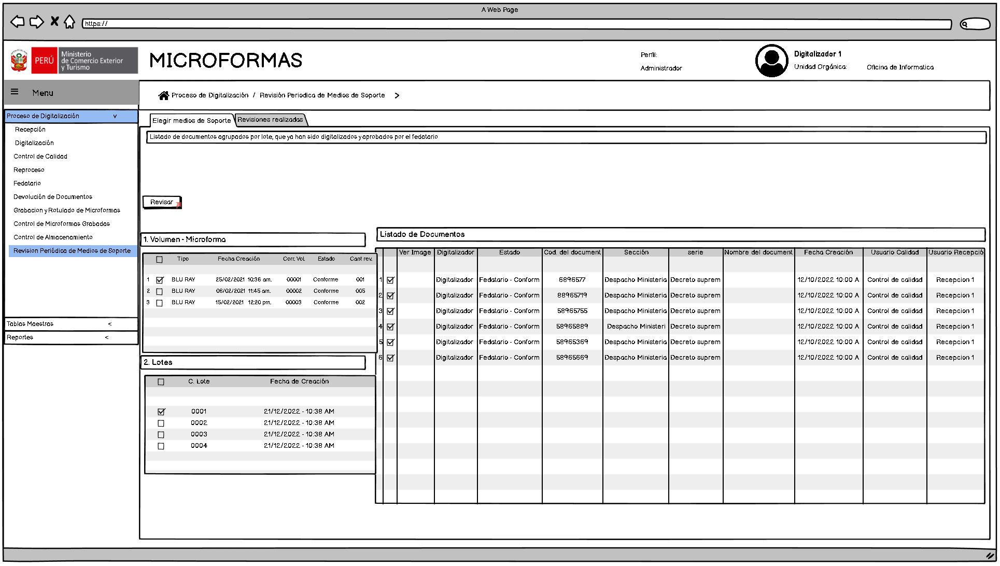 A Web Page
https://
PERÚ
Ministerio
de Comercio Exterior
y Turismo
MICROFORMAS
Perfil:
Administrador
Digitalizador 1
Unidad Orgánica: Oficina de Informatica
Menu
Proceso de Digitalización / Revisión Periodica de Medios de Soporte >
Proceso de Digitalización v
Recepción
Digitalización
Control de Calidad
Reproceso
Fedatario
Devolución de Documentos
Grabacion y Rotulado de Microformas
Control de Microformas Grabadas
Control de Almacenamiento
Revision Periódica de Medios de Soporte
Tablas Maestras <
Reportes <
Elegir medios de Soporte
Revisiones realizadas
Listado de documentos agrupados por lote, que ya han sido digitalizados y aprobados por el fedatario
Revisar
1. Volumen - Microforma
Tipo Fecha Creación Corr. Vol. Estado Cant rev.
1 BLU RAY 25/02/2021 10:36 am. 00001 Conforme 001
2 BLU RAY 08/02/2021 11:45 am. 00002 Conforme 005
3 BLU RAY 15/02/2021 12:20 pm. 00003 Conforme 002
2. Lotes
C. Lote Fecha de Creación
0001 21/12/2022 - 10:38 AM
0002 21/12/2022 - 10:38 AM
0003 21/12/2022 - 10:38 AM
0004 21/12/2022 - 10:38 AM
Listado de Documentos
Ver Image Digitalizador Estado Cod. del document Sección serie Nombre del document Fecha Creación Usuario Calidad Usuario Recepció
1 Digitalizador Fedatario - Conform 6896577 Despacho Ministeria Decreto suprem 12/10/2022 10:00 A Control de calidad Recepcion 1
2 Digitalizador Fedatario - Conform 88965719 Despacho Ministeria Decreto suprem 12/10/2022 10:00 A Control de calidad Recepcion 1
3 Digitalizador Fedatario - Conform 58965755 Despacho Ministeria Decreto suprem 12/10/2022 10:00 A Control de calidad Recepcion 1
4 Digitalizador Fedatario - Conform 58965889 Despacho Ministeri Decreto suprem 12/10/2022 10:00 A Control de calidad Recepcion 1
5 Digitalizador Fedatario - Conform 58965369 Despacho Ministeria Decreto suprem 12/10/2022 10:00 A Control de calidad Recepcion 1
6 Digitalizador Fedatario - Conform 58965669 Despacho Ministeria Decreto suprem 12/10/2022 10:00 A Control de calidad Recepcion 1